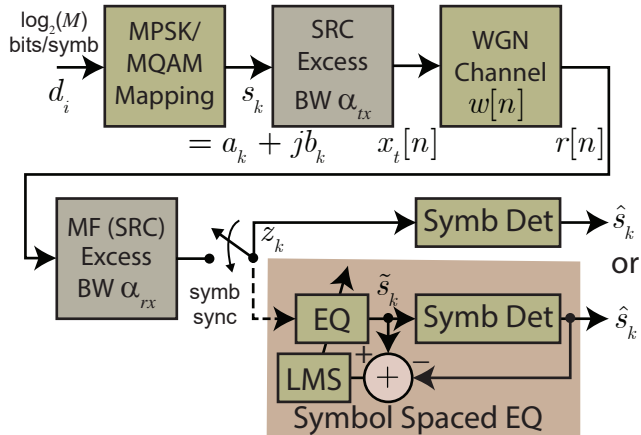 log₂(M)
bits/symb
dᵢ
MPSK/
MQAM
Mapping
sₖ
= aₖ + jbₖ
SRC
Excess
BW αₜₓ
xₜ[n]
WGN
Channel
w[n]
r[n]
MF (SRC)
Excess
BW αᵣₓ
symb
sync
zₖ
Symb Det
ŝₖ
or
EQ
s̃ₖ
Symb Det
ŝₖ
LMS
+
+
−
Symbol Spaced EQ